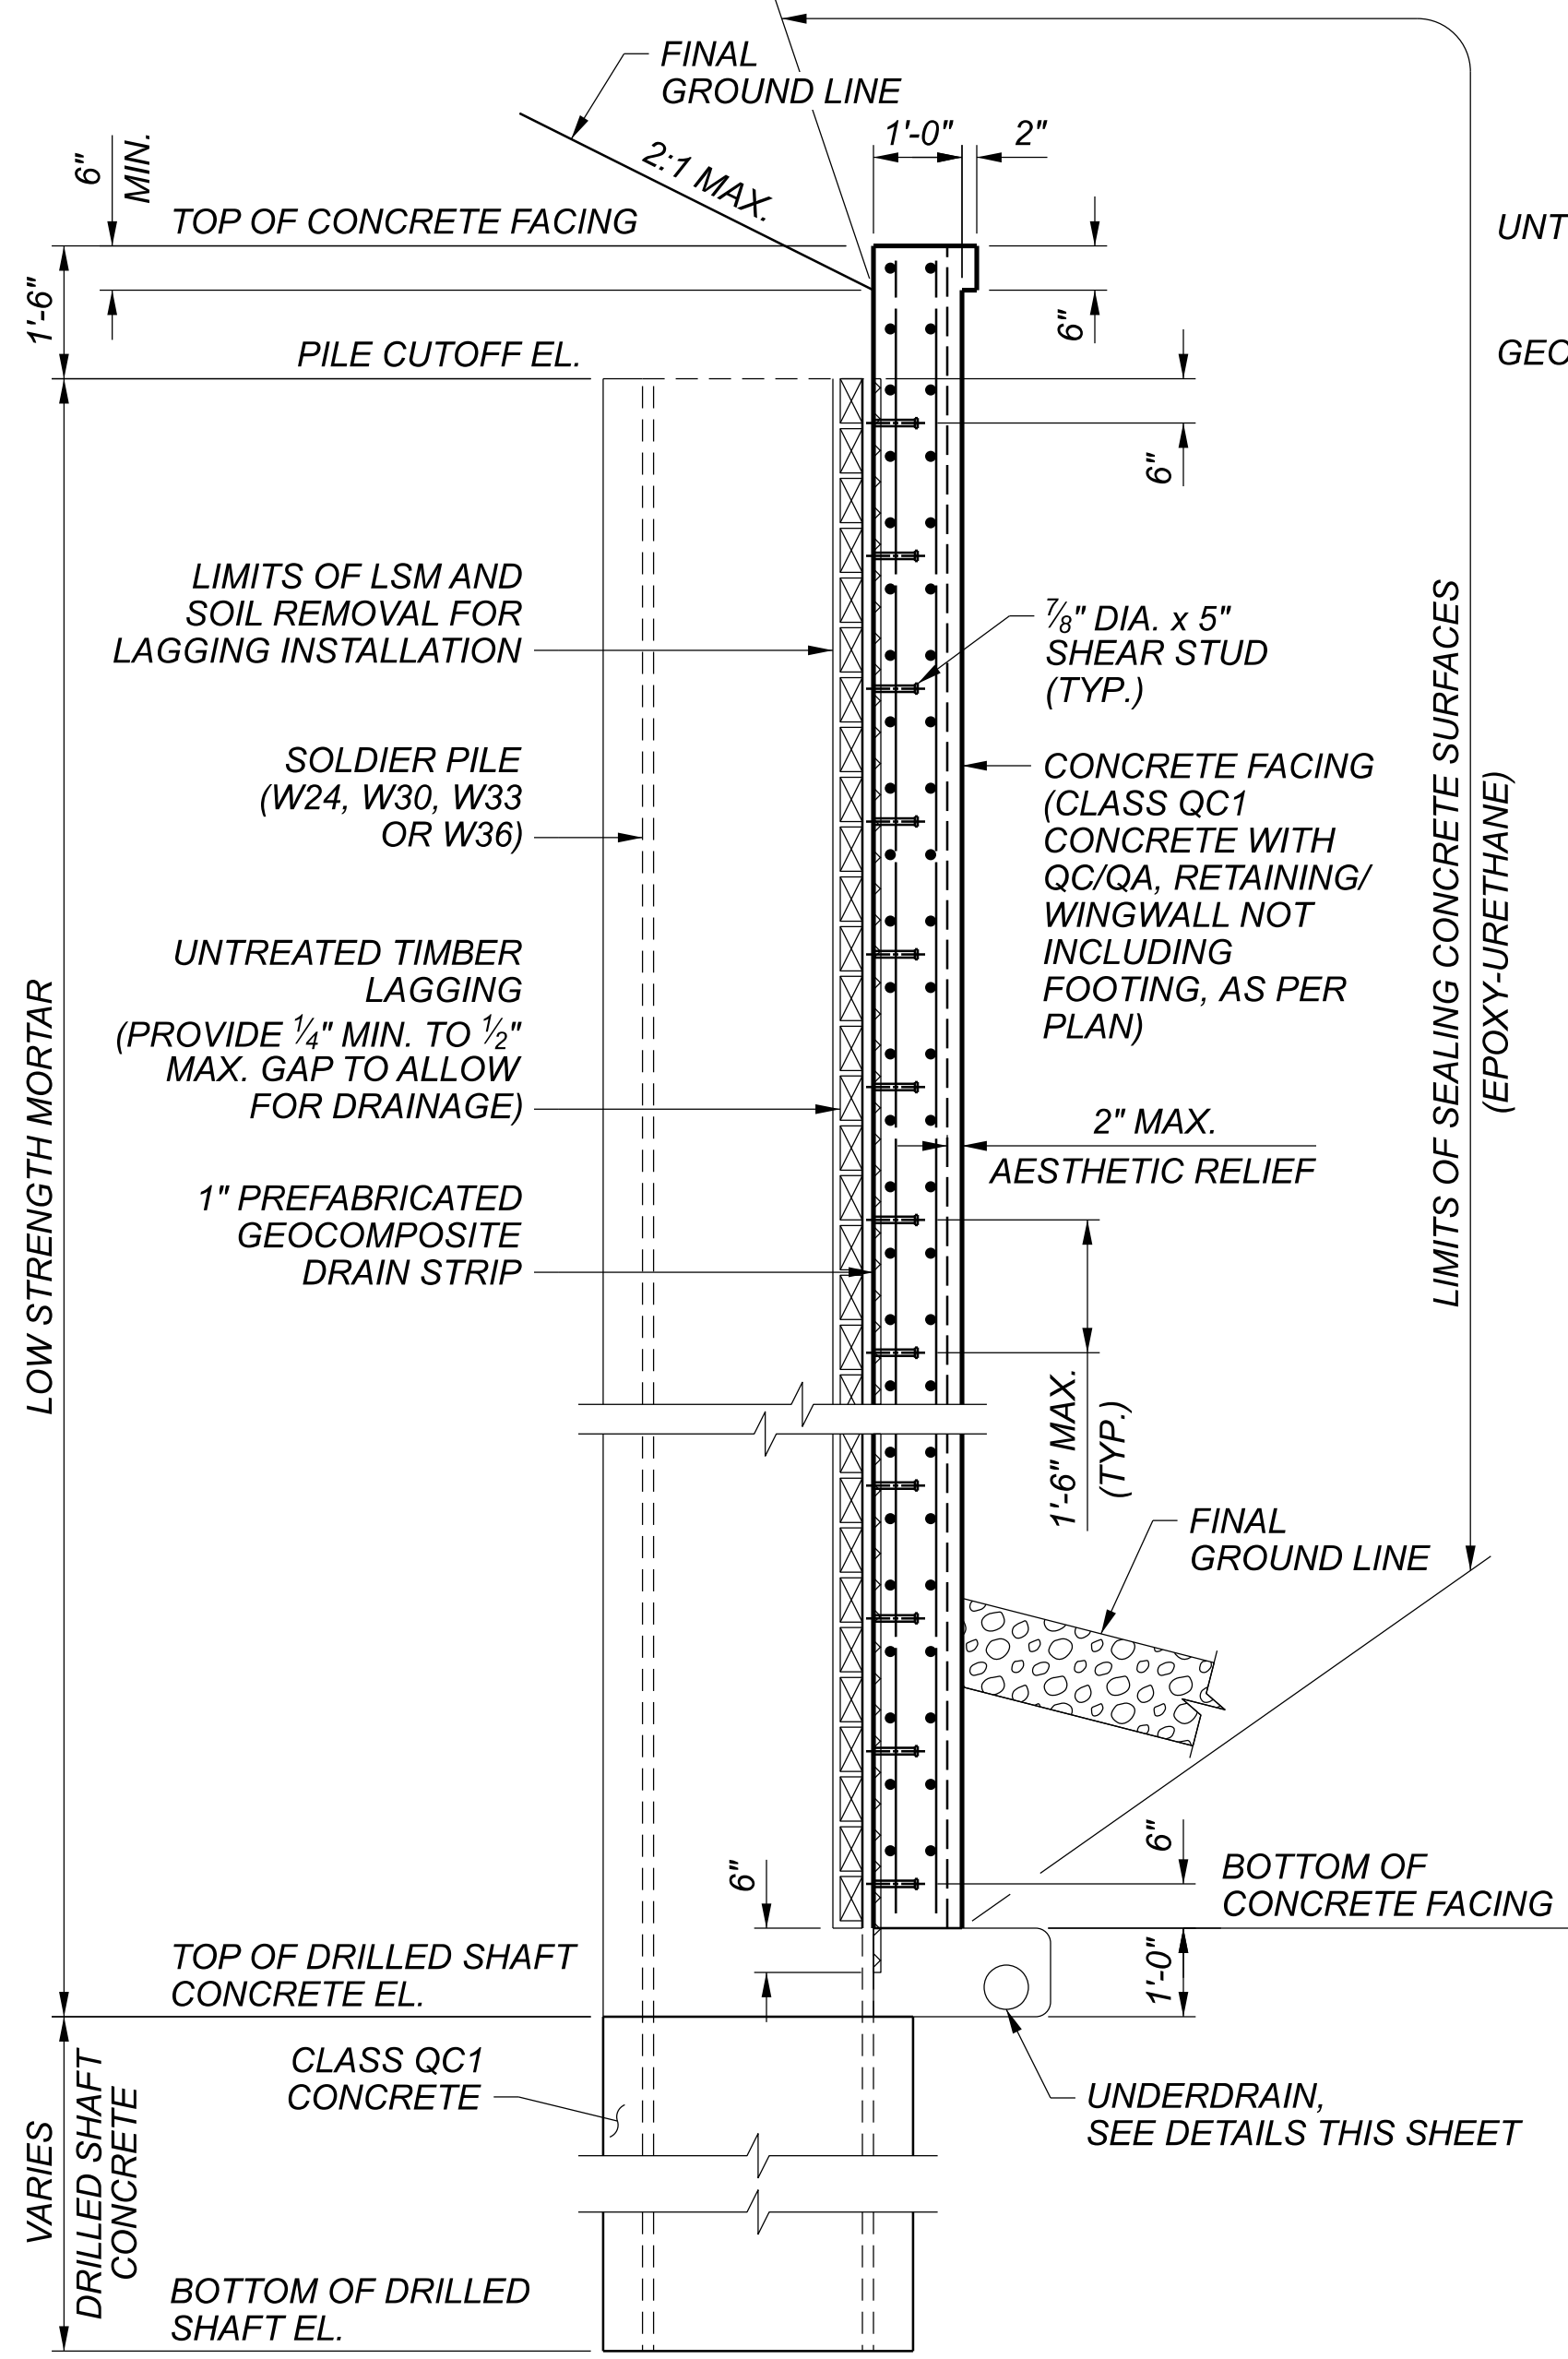 FINAL
GROUND LINE
2:1 MAX.
1'-0"
2"
6"
MIN.
TOP OF CONCRETE FACING
UNT
1'-6"
6"
PILE CUTOFF EL.
GEO
6"
LIMITS OF LSM AND
SOIL REMOVAL FOR
LAGGING INSTALLATION
⅞" DIA. x 5"
SHEAR STUD
(TYP.)
SOLDIER PILE
(W24, W30, W33
OR W36)
CONCRETE FACING
(CLASS QC1
CONCRETE WITH
QC/QA, RETAINING/
WINGWALL NOT
INCLUDING
FOOTING, AS PER
PLAN)
LIMITS OF SEALING CONCRETE SURFACES
(EPOXY-URETHANE)
UNTREATED TIMBER
LAGGING
(PROVIDE ¼" MIN. TO ½"
MAX. GAP TO ALLOW
FOR DRAINAGE)
2" MAX.
AESTHETIC RELIEF
LOW STRENGTH MORTAR
1" PREFABRICATED
GEOCOMPOSITE
DRAIN STRIP
1'-6" MAX.
(TYP.)
FINAL
GROUND LINE
6"
6"
BOTTOM OF
CONCRETE FACING
TOP OF DRILLED SHAFT
CONCRETE EL.
1'-0"
CLASS QC1
CONCRETE
UNDERDRAIN,
SEE DETAILS THIS SHEET
VARIES
DRILLED SHAFT
CONCRETE
BOTTOM OF DRILLED
SHAFT EL.